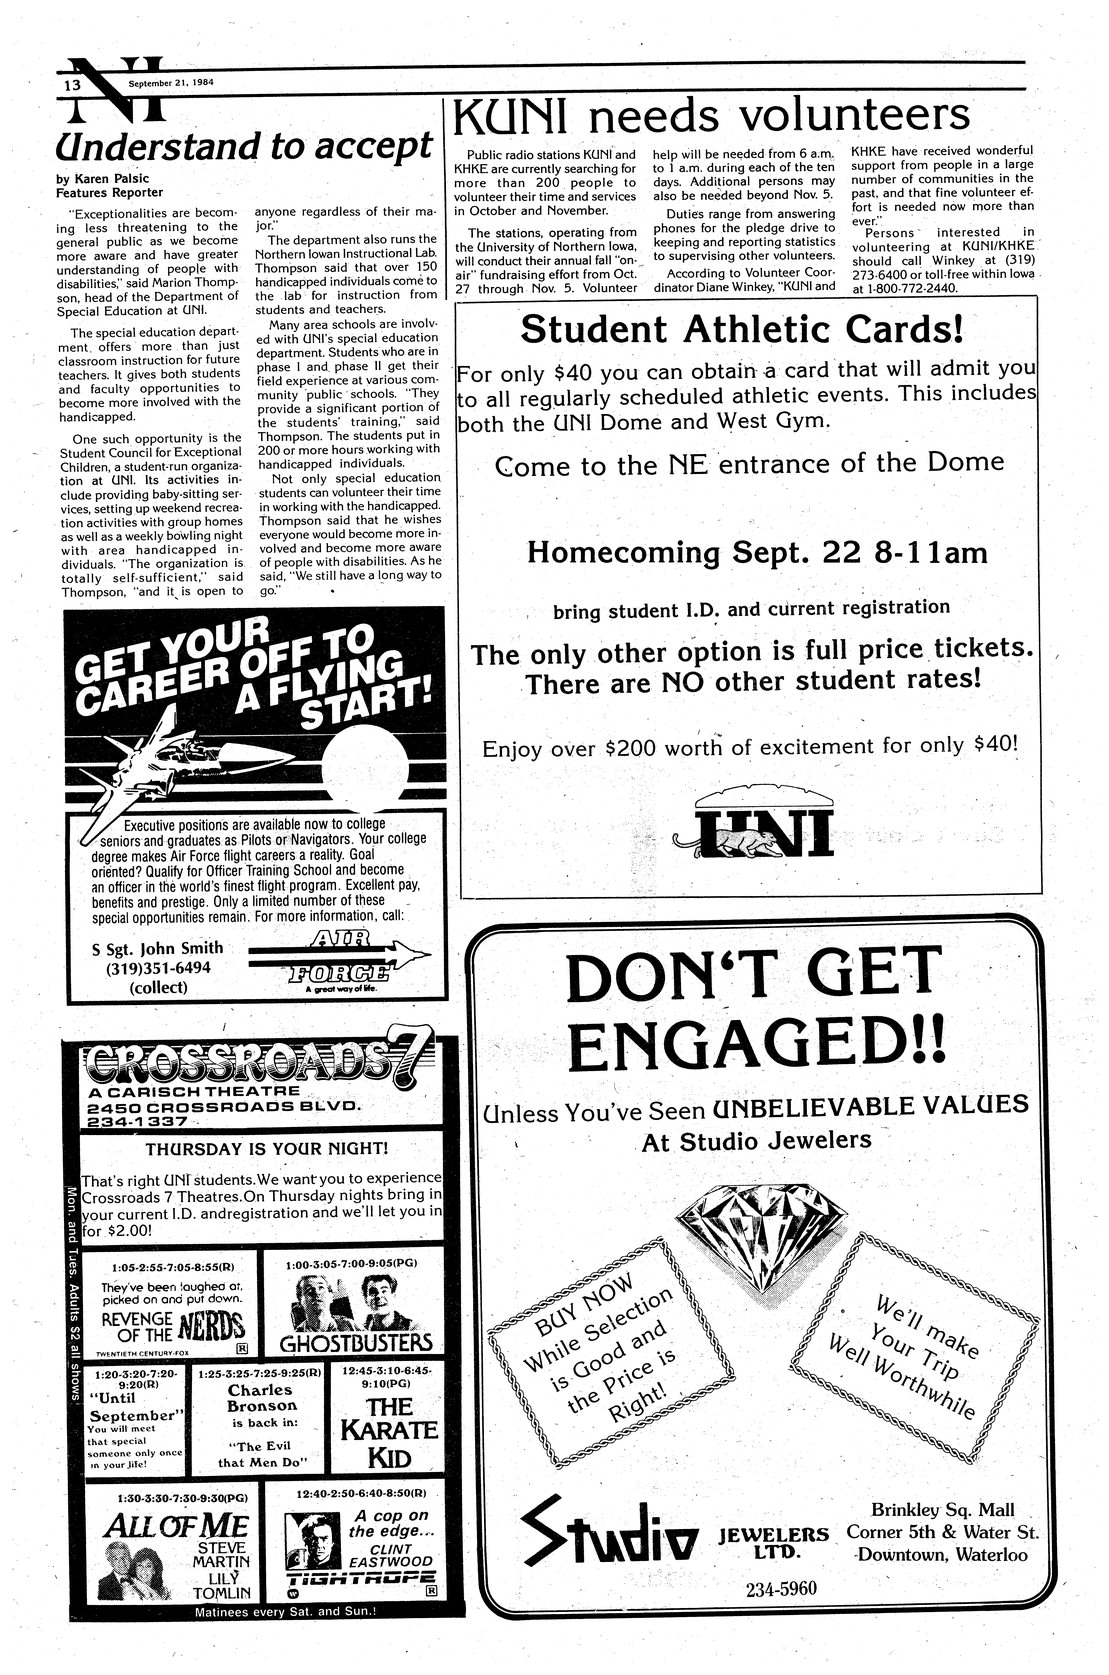 13
September 21, 1984
NI
Understand to accept
by Karen Palsic
Features Reporter
"Exceptionalities are becom-
ing less threatening to the
general public as we become
more aware and have greater
understanding of people with
disabilities," said Marion Thomp-
son, head of the Department of
Special Education at UNI.
The special education depart-
ment offers more than just
classroom instruction for future
teachers. It gives both students
and faculty opportunities to
become more involved with the
handicapped.
One such opportunity is the
Student Council for Exceptional
Children, a student-run organiza-
tion at UNI. Its activities in-
clude providing baby-sitting ser-
vices, setting up weekend recrea-
tion activities with group homes
as well as a weekly bowling night
with area handicapped in-
dividuals. "The organization is
totally self-sufficient," said
Thompson, "and it is open to
anyone regardless of their ma-
jor."
The department also runs the
Northern Iowan Instructional Lab.
Thompson said that over 150
handicapped individuals come to
the lab for instruction from
students and teachers.
Many area schools are involv-
ed with UNI's special education
department. Students who are in
phase I and phase II get their
field experience at various com-
munity public schools. "They
provide a significant portion of
the students' training," said
Thompson. The students put in
200 or more hours working with
handicapped individuals.
Not only special education
students can volunteer their time
in working with the handicapped.
Thompson said that he wishes
everyone would become more in-
volved and become more aware
of people with disabilities. As he
said, "We still have a long way to
go."
KUNI needs volunteers
Public radio stations KUNI and
KHKE are currently searching for
more than 200 people to
volunteer their time and services
in October and November.
The stations, operating from
the University of Northern Iowa,
will conduct their annual fall "on-
air" fundraising effort from Oct.
27 through Nov. 5. Volunteer
help will be needed from 6 a.m.
to 1 a.m. during each of the ten
days. Additional persons may
also be needed beyond Nov. 5.
Duties range from answering
phones for the pledge drive to
keeping and reporting statistics
to supervising other volunteers.
According to Volunteer Coor-
dinator Diane Winkey, "KUNI and
KHKE have received wonderful
support from people in a large
number of communities in the
past, and that fine volunteer ef-
fort is needed now more than
ever."
Persons interested in
volunteering at KUNI/KHKE
should call Winkey at (319)
273-6400 or toll-free within Iowa
at 1-800-772-2440.
Student Athletic Cards!
For only $40 you can obtain a card that will admit you
to all regularly scheduled athletic events. This includes
both the UNI Dome and West Gym.
Come to the NE entrance of the Dome
Homecoming Sept. 22 8-11am
bring student I.D. and current registration
The only other option is full price tickets.
There are NO other student rates!
Enjoy over $200 worth of excitement for only $40!
UNI
GET YOUR
CAREER OFF TO
A FLYING
START!
Executive positions are available now to college
seniors and graduates as Pilots or Navigators. Your college
degree makes Air Force flight careers a reality. Goal
oriented? Qualify for Officer Training School and become
an officer in the world's finest flight program. Excellent pay,
benefits and prestige. Only a limited number of these
special opportunities remain. For more information, call:
S Sgt. John Smith
(319)351-6494
(collect)
AIR
FORCE
A great way of life.
CROSSROADS 7
A CARISCH THEATRE
2450 CROSSROADS BLVD.
234-1337
THURSDAY IS YOUR NIGHT!
That's right UNI students.We want you to experience
Crossroads 7 Theatres.On Thursday nights bring in
your current I.D. andregistration and we'll let you in
for $2.00!
Mon. and Tues. Adults $2 all shows
1:05-2:55-7:05-8:55(R)
They've been laughed at,
picked on and put down.
REVENGE
OF THE NERDS
TWENTIETH CENTURY-FOX
R
1:00-3:05-7:00-9:05(PG)
GHOSTBUSTERS
1:20-3:20-7:20-
9:20(R)
"Until
September"
You will meet
that special
someone only once
in your life!
1:25-3:25-7:25-9:25(R)
Charles
Bronson
is back in:
"The Evil
that Men Do"
12:45-3:10-6:45-
9:10(PG)
THE
KARATE
KID
1:30-3:30-7:30-9:30(PG)
ALL OF ME
STEVE
MARTIN
LILY
TOMLIN
12:40-2:50-6:40-8:50(R)
A cop on
the edge...
CLINT
EASTWOOD
TIGHTROPE
R
Matinees every Sat. and Sun.!
DON'T GET
ENGAGED!!
Unless You've Seen UNBELIEVABLE VALUES
At Studio Jewelers
BUY NOW
While Selection
is Good and
the Price is
Right!
We'll make
Your Trip
Well Worthwhile
Studio JEWELERS
LTD.
Brinkley Sq. Mall
Corner 5th & Water St.
Downtown, Waterloo
234-5960